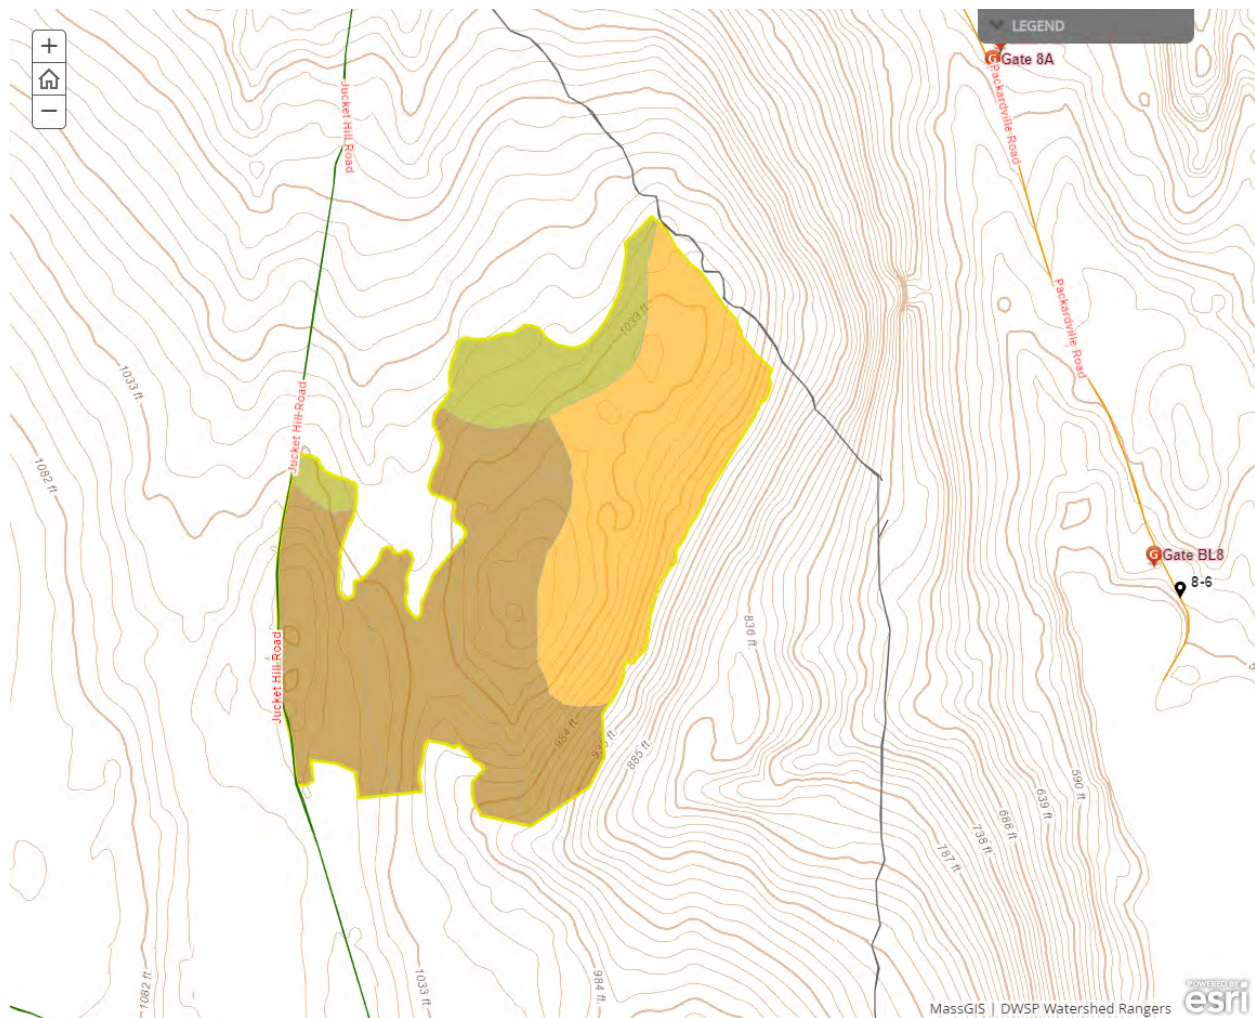 +
−
LEGEND
Gate 8A
Packardville Road
Jucket Hill Road
Packardville Road
1033 ft
1033 ft
Jucket Hill Road
1082 ft
Gate BL8
8-6
836 ft
Jucket Hill Road
984 ft
885 ft
590 ft
639 ft
688 ft
738 ft
787 ft
1082 ft
1033 ft
984 ft
MassGIS | DWSP Watershed Rangers
POWERED BY
esri